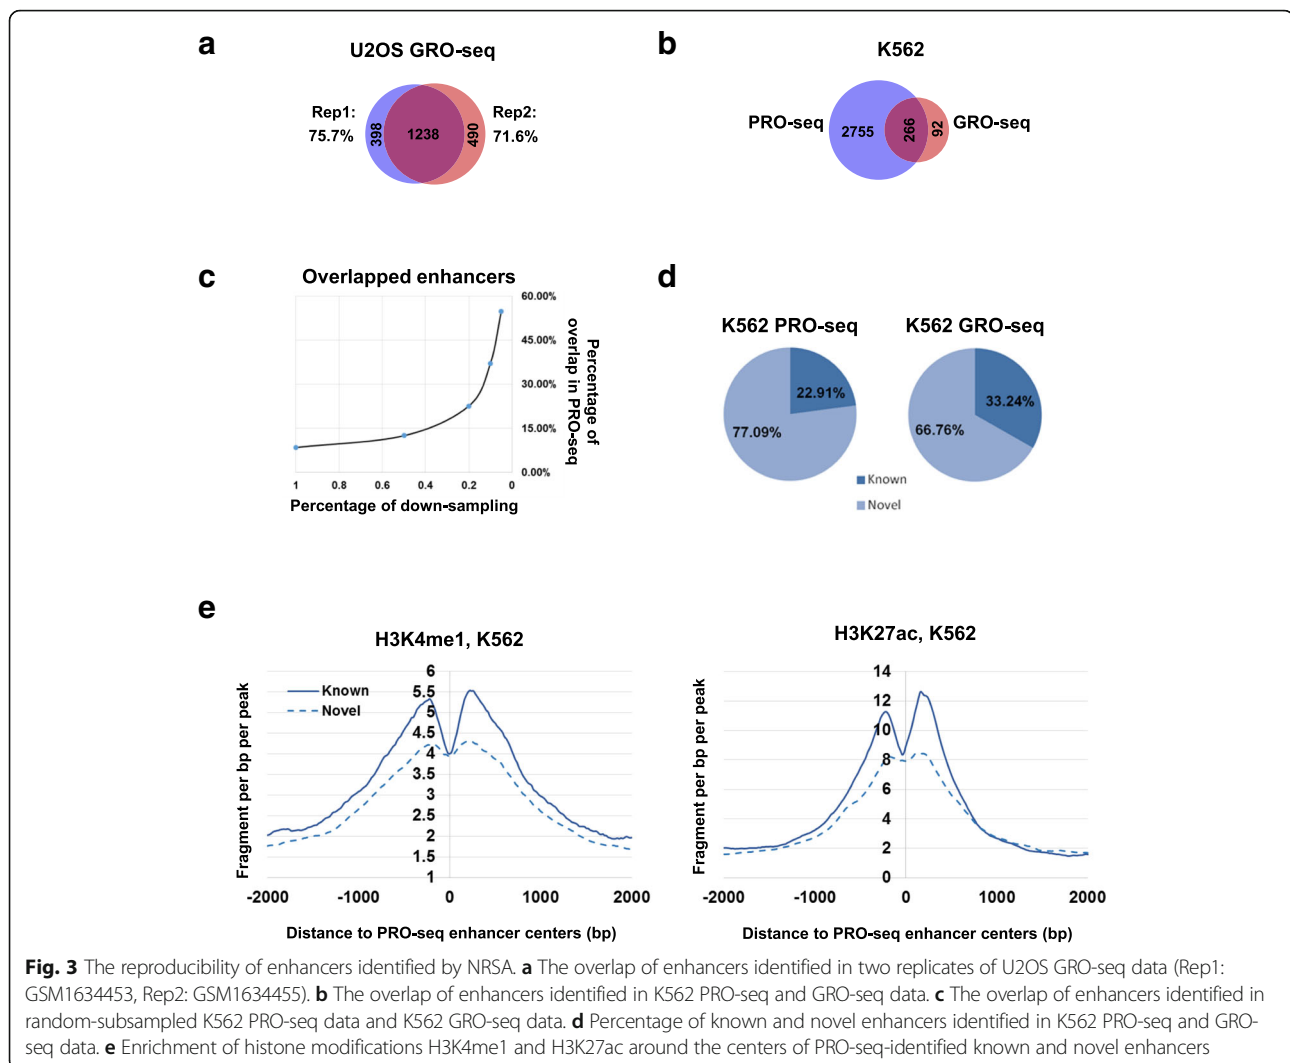 a
U2OS GRO-seq
Rep1:
75.7%
398
1238
490
Rep2:
71.6%
b
K562
PRO-seq
2755
266
92
GRO-seq
c
Overlapped enhancers
60.00%
45.00%
30.00%
15.00%
0.00%
Percentage of
overlap in PRO-seq
1 0.8 0.6 0.4 0.2 0
Percentage of down-sampling
d
K562 PRO-seq
22.91%
77.09%
K562 GRO-seq
33.24%
66.76%
Known
Novel
e
H3K4me1, K562
Fragment per bp per peak
Known
Novel
6
5.5
5
4.5
4
3.5
3
2.5
2
1.5
1
-2000 -1000 0 1000 2000
Distance to PRO-seq enhancer centers (bp)
H3K27ac, K562
Fragment per bp per peak
14
12
10
8
6
4
2
0
-2000 -1000 0 1000 2000
Distance to PRO-seq enhancer centers (bp)
Fig. 3 The reproducibility of enhancers identified by NRSA. a The overlap of enhancers identified in two replicates of U2OS GRO-seq data (Rep1:
GSM1634453, Rep2: GSM1634455). b The overlap of enhancers identified in K562 PRO-seq and GRO-seq data. c The overlap of enhancers identified in
random-subsampled K562 PRO-seq data and K562 GRO-seq data. d Percentage of known and novel enhancers identified in K562 PRO-seq and GRO-
seq data. e Enrichment of histone modifications H3K4me1 and H3K27ac around the centers of PRO-seq-identified known and novel enhancers